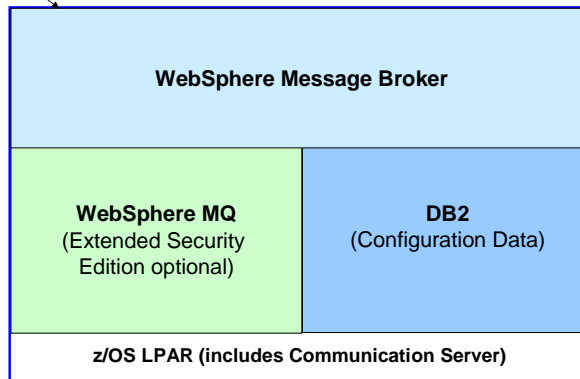 WebSphere Message Broker
WebSphere MQ
(Extended Security
Edition optional)
DB2
(Configuration Data)
z/OS LPAR (includes Communication Server)